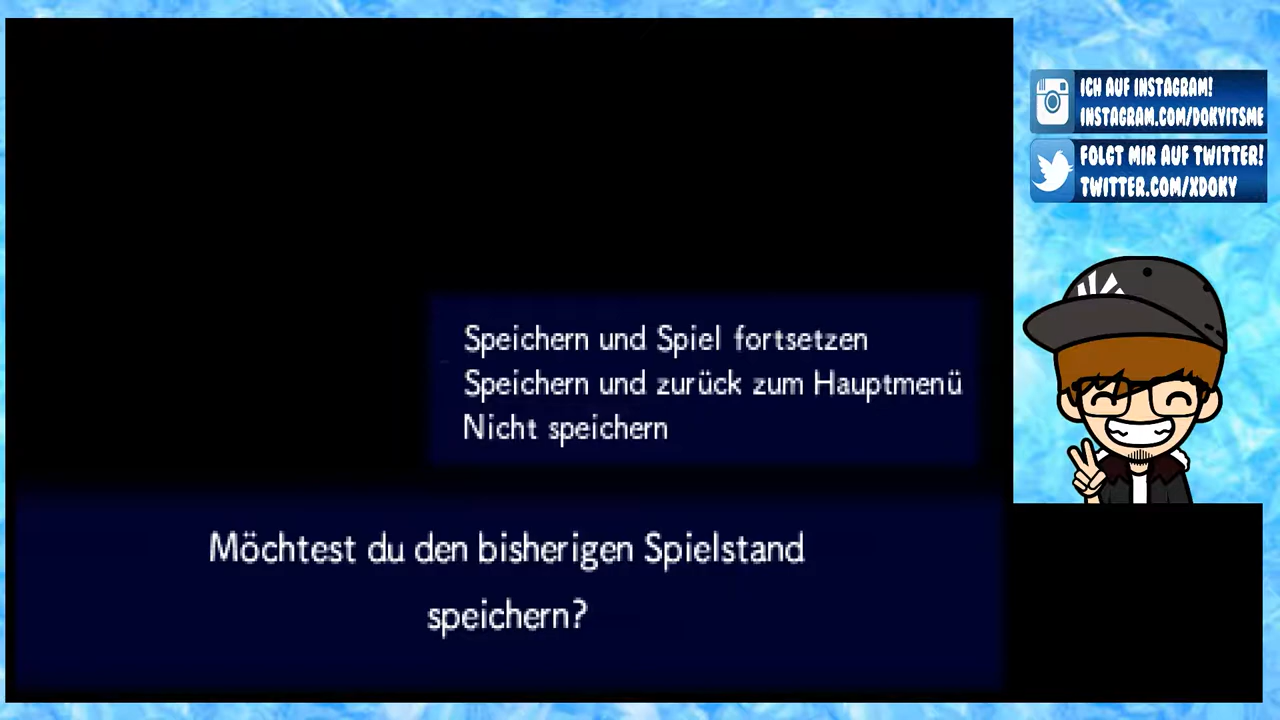 ICH AUF INSTAGRAM!
INSTAGRAM.COM/DOKYITSME
FOLGT MIR AUF TWITTER!
TWITTER.COM/XDOKY
Speichern und Spiel fortsetzen
Speichern und zurück zum Hauptmenü
Nicht speichern
Möchtest du den bisherigen Spielstand
speichern?